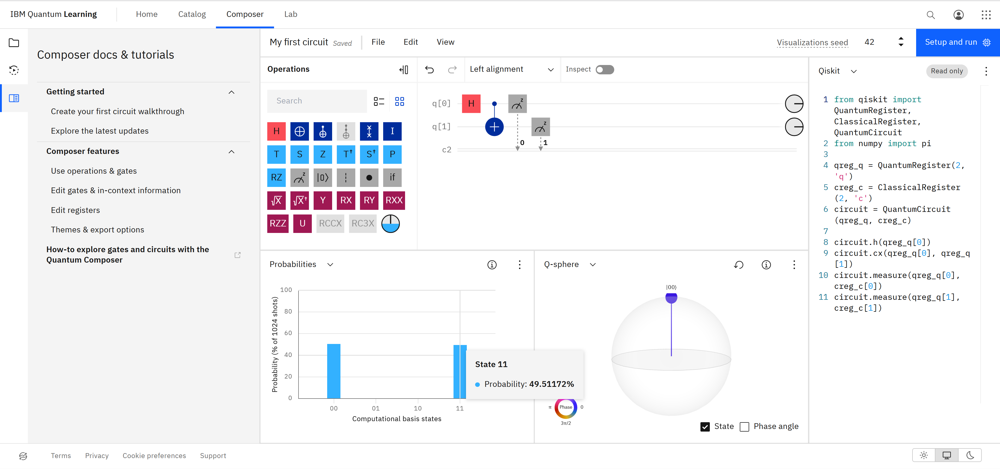 IBM Quantum Learning
Home
Catalog
Composer
Lab
Composer docs & tutorials
Getting started
Create your first circuit walkthrough
Explore the latest updates
Composer features
Use operations & gates
Edit gates & in-context information
Edit registers
Themes & export options
How-to explore gates and circuits with the
Quantum Composer
My first circuit Saved
File
Edit
View
Visualizations seed
42
Setup and run
Operations
Search
H
I
T S Z T† S† P
RZ z |0⟩ if
√X √X† Y RX RY RXX
RZZ U RCCX RC3X
Left alignment
Inspect
q[0] H z
q[1] z
c2 0 1
Qiskit
Read only
1 from qiskit import
QuantumRegister,
ClassicalRegister,
QuantumCircuit
2 from numpy import pi
3
4 qreg_q = QuantumRegister(2,
'q')
5 creg_c = ClassicalRegister
(2, 'c')
6 circuit = QuantumCircuit
(qreg_q, creg_c)
7
8 circuit.h(qreg_q[0])
9 circuit.cx(qreg_q[0], qreg_q
[1])
10 circuit.measure(qreg_q[0],
creg_c[0])
11 circuit.measure(qreg_q[1],
creg_c[1])
Probabilities
Probability (% of 1024 shots)
100
80
60
40
20
0
00 01 10 11
Computational basis states
State 11
Probability: 49.51172%
Q-sphere
|00⟩
π Phase 0
3π/2
State
Phase angle
Terms
Privacy
Cookie preferences
Support